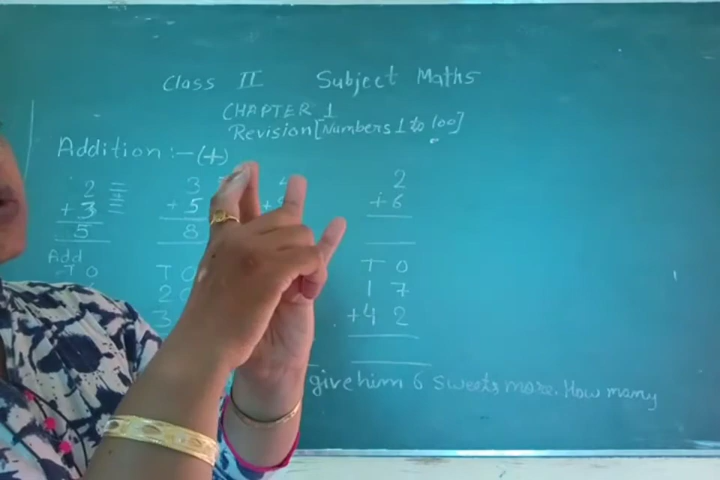 Class II Subject Maths
CHAPTER 1
Revision [Numbers 1 to 100]
Addition :- (+)
2 3 4 2
+3 +5 + +6
5 8
Add
T O T O T O
2 1 7
3 +4 2
give him 6 sweets more. How many